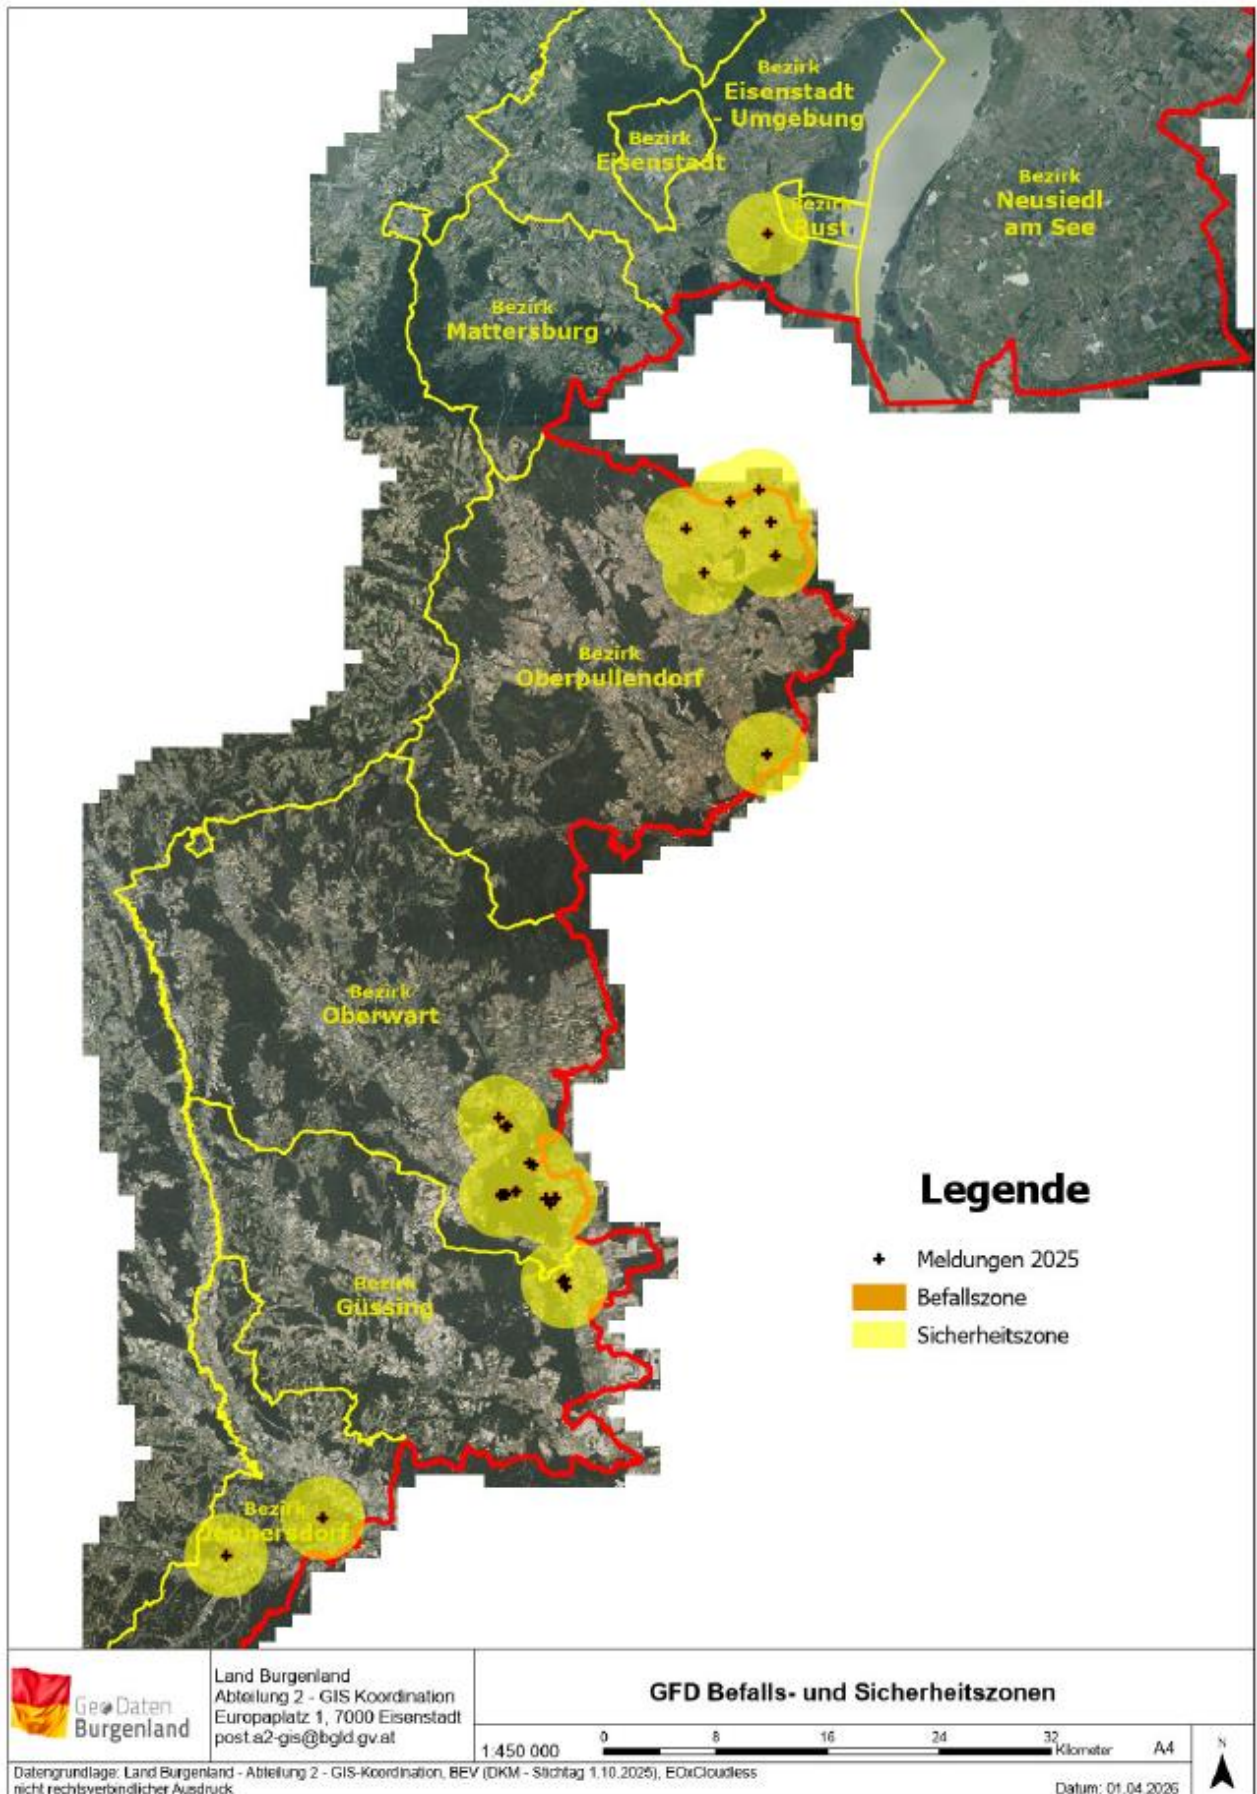 Bezirk
Eisenstadt
- Umgebung
Bezirk
Eisenstadt
Bezirk
Neusiedl
am See
Bezirk
Rust
Bezirk
Mattersburg
Bezirk
Oberpullendorf
Bezirk
Oberwart
Legende
Meldungen 2025
Befallszone
Sicherheitszone
Bezirk
Güssing
Bezirk
Jennersdorf
GeoDaten
Burgenland
Land Burgenland
Abteilung 2 - GIS Koordination
Europaplatz 1, 7000 Eisenstadt
post.a2-gis@bgld.gv.at
GFD Befalls- und Sicherheitszonen
1:450 000
0 8 16 24 32
Kilometer
A4
N
Datengrundlage: Land Burgenland - Abteilung 2 - GIS-Koordination, BEV (DKM - Stichtag 1.10.2025), EOxCloudless
nicht rechtsverbindlicher Ausdruck
Datum: 01.04.2026